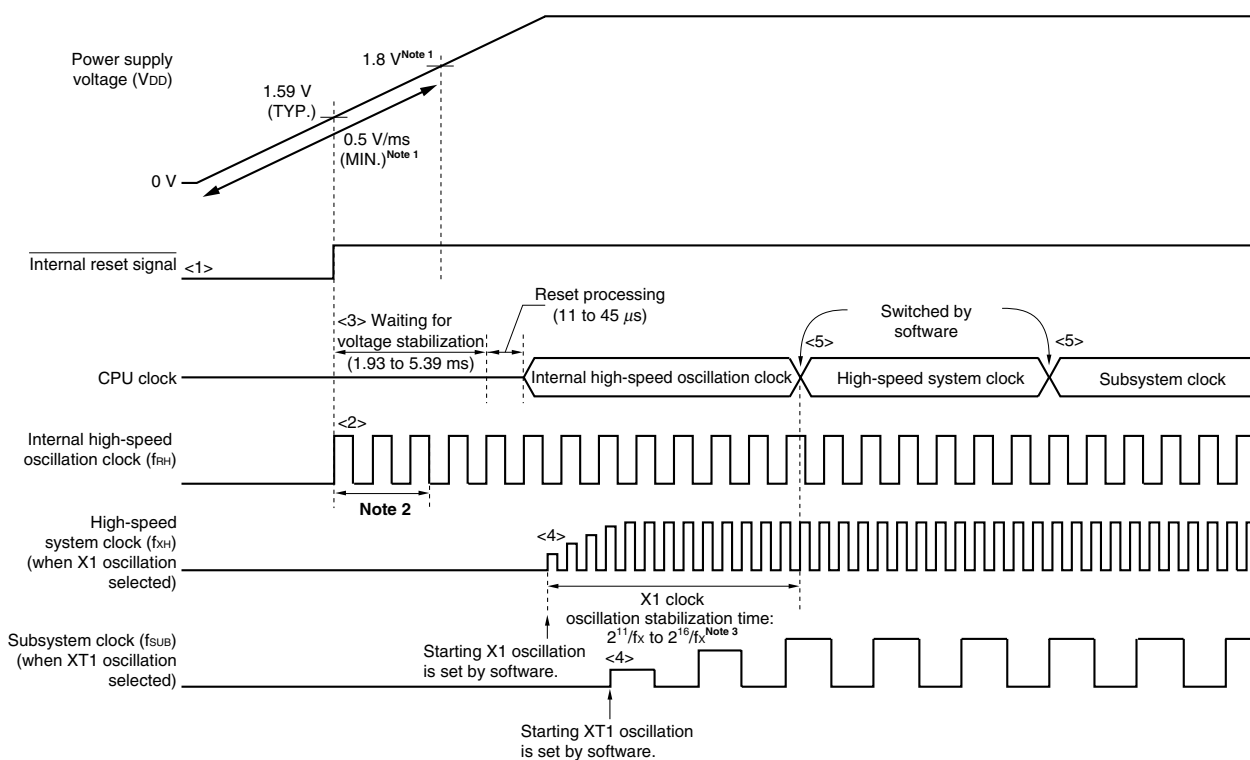 Power supply
voltage (VDD)
1.8 V Note 1
1.59 V
(TYP.)
0.5 V/ms
(MIN.) Note 1
0 V
Internal reset signal
<1>
Reset processing
(11 to 45 μs)
<3> Waiting for
voltage stabilization
(1.93 to 5.39 ms)
Switched by
software
<5>
<5>
CPU clock
Internal high-speed oscillation clock
High-speed system clock
Subsystem clock
Internal high-speed
oscillation clock (fRH)
<2>
Note 2
High-speed
system clock (fXH)
(when X1 oscillation
selected)
<4>
X1 clock
oscillation stabilization time:
2^11/fX to 2^16/fX Note 3
Starting X1 oscillation
is set by software.
Subsystem clock (fSUB)
(when XT1 oscillation
selected)
<4>
Starting XT1 oscillation
is set by software.